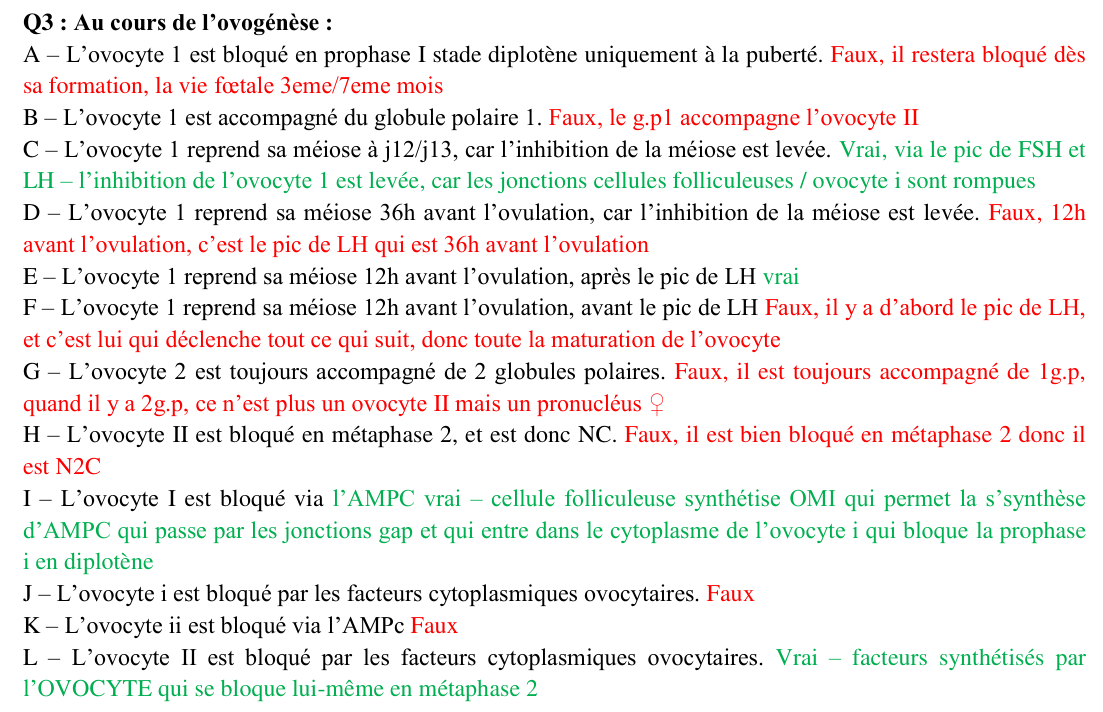 Q3 : Au cours de l'ovogénèse :
A – L'ovocyte 1 est bloqué en prophase I stade diplotène uniquement à la puberté. Faux, il restera bloqué dès
sa formation, la vie fœtale 3eme/7eme mois
B – L'ovocyte 1 est accompagné du globule polaire 1. Faux, le g.p1 accompagne l'ovocyte II
C – L'ovocyte 1 reprend sa méiose à j12/j13, car l'inhibition de la méiose est levée. Vrai, via le pic de FSH et
LH – l'inhibition de l'ovocyte 1 est levée, car les jonctions cellules folliculeuses / ovocyte i sont rompues
D – L'ovocyte 1 reprend sa méiose 36h avant l'ovulation, car l'inhibition de la méiose est levée. Faux, 12h
avant l'ovulation, c'est le pic de LH qui est 36h avant l'ovulation
E – L'ovocyte 1 reprend sa méiose 12h avant l'ovulation, après le pic de LH vrai
F – L'ovocyte 1 reprend sa méiose 12h avant l'ovulation, avant le pic de LH Faux, il y a d'abord le pic de LH,
et c'est lui qui déclenche tout ce qui suit, donc toute la maturation de l'ovocyte
G – L'ovocyte 2 est toujours accompagné de 2 globules polaires. Faux, il est toujours accompagné de 1g.p,
quand il y a 2g.p, ce n'est plus un ovocyte II mais un pronucléus ♀
H – L'ovocyte II est bloqué en métaphase 2, et est donc NC. Faux, il est bien bloqué en métaphase 2 donc il
est N2C
I – L'ovocyte I est bloqué via l'AMPC vrai – cellule folliculeuse synthétise OMI qui permet la s'synthèse
d'AMPC qui passe par les jonctions gap et qui entre dans le cytoplasme de l'ovocyte i qui bloque la prophase
i en diplotène
J – L'ovocyte i est bloqué par les facteurs cytoplasmiques ovocytaires. Faux
K – L'ovocyte ii est bloqué via l'AMPc Faux
L – L'ovocyte II est bloqué par les facteurs cytoplasmiques ovocytaires. Vrai – facteurs synthétisés par
l'OVOCYTE qui se bloque lui-même en métaphase 2